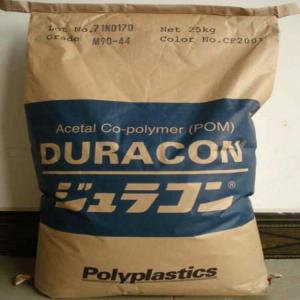 Lot No.71K0170 Net 25kg
Grade M90-44 Color No.CF2001
Acetal Co-polymer (POM)
DURACON
ジュラコン®
Polyplastics